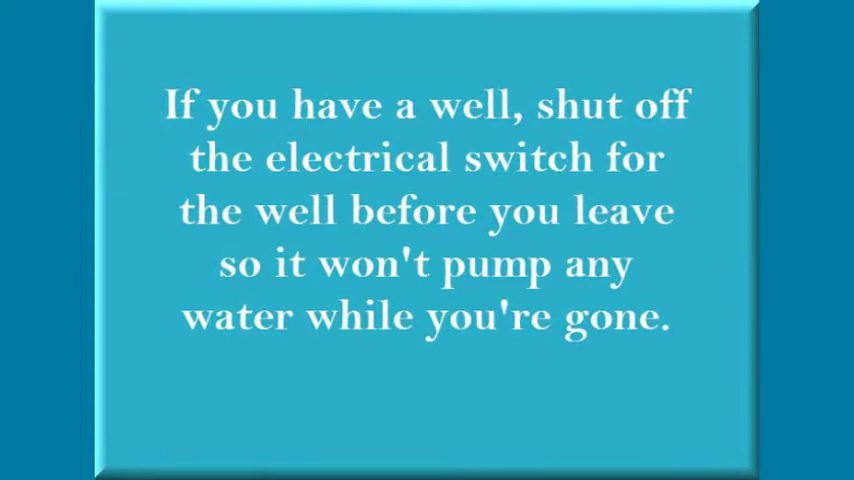 If you have a well, shut off
the electrical switch for
the well before you leave
so it won't pump any
water while you're gone.